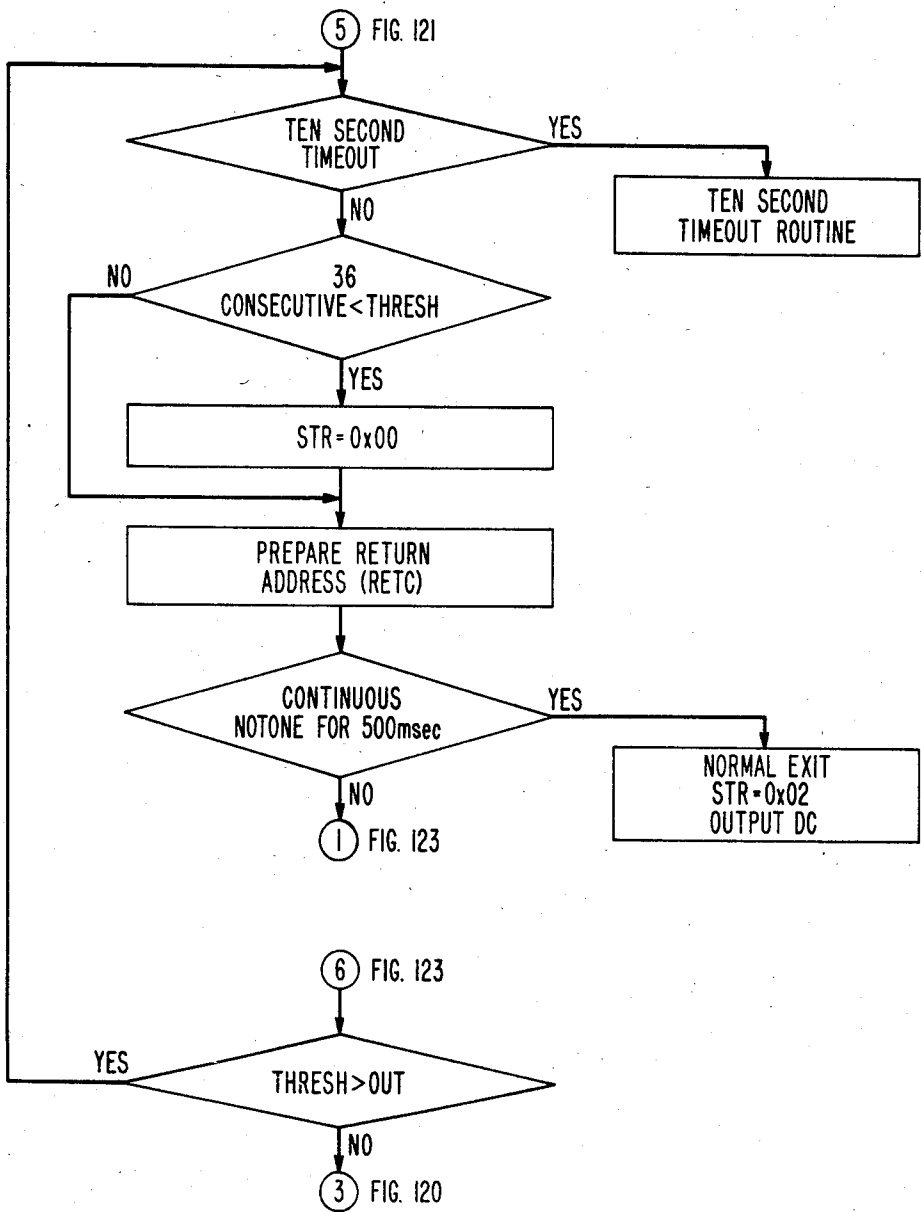 5 FIG. 121
TEN SECOND
TIMEOUT
YES
TEN SECOND
TIMEOUT ROUTINE
NO
36
CONSECUTIVE<THRESH
NO
YES
STR=0x00
PREPARE RETURN
ADDRESS (RETC)
CONTINUOUS
NOTONE FOR 500msec
YES
NORMAL EXIT
STR=0x02
OUTPUT DC
NO
1 FIG. 123
6 FIG. 123
YES
THRESH>OUT
NO
3 FIG. 120